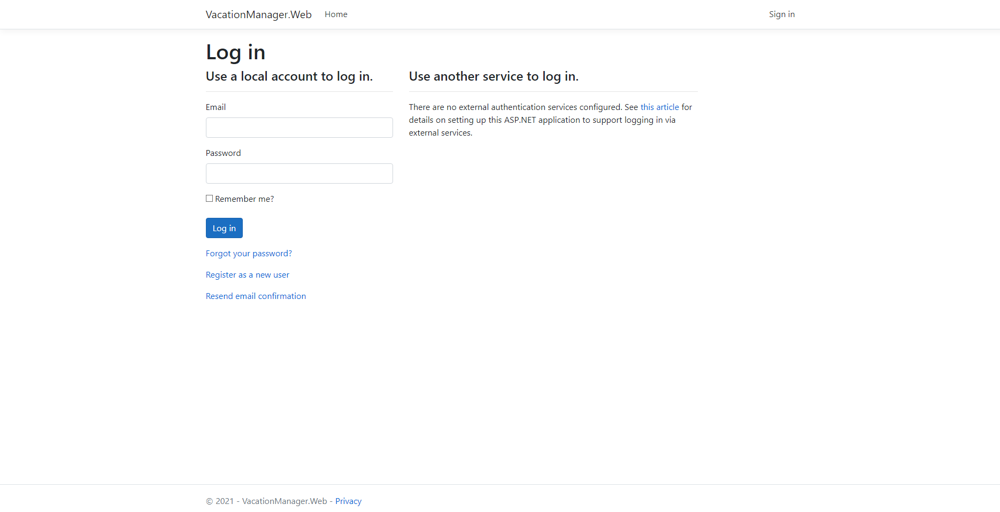 VacationManager.Web Home Sign in
Log in
Use a local account to log in.
Email
Password
Remember me?
Log in
Forgot your password?
Register as a new user
Resend email confirmation
Use another service to log in.
There are no external authentication services configured. See this article for
details on setting up this ASP.NET application to support logging in via
external services.
© 2021 - VacationManager.Web - Privacy